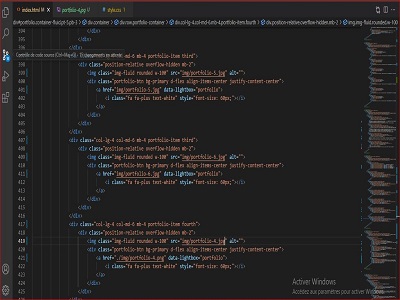 index.html M
portfolio-4.png U
style.css 1
div.container-fluid.pt-5.pb-3 > div.container > div.row.portfolio-container > div.col-lg-4.col-md-6.mb-4.portfolio-item.fourth > div.position-relative.overflow-hidden.mb-2 > img.img-fluid.rounded.w-100
Contrôle de code source (Ctrl+Maj+G) - 13 changements en attente
394 </div>
395 </div>
396 <div class="col-lg-4 col-md-6 mb-4 portfolio-item third">
397 <div class="position-relative overflow-hidden mb-2">
398 <img class="img-fluid rounded w-100" src="img/portfolio-5.jpg" alt="">
399 <div class="portfolio-btn bg-primary d-flex align-items-center justify-content-center">
400 <a href="img/portfolio-5.jpg" data-lightbox="portfolio">
401 <i class="fa fa-plus text-white" style="font-size: 60px;"></i>
402 </a>
403 </div>
404 </div>
405 </div>
406 <div class="col-lg-4 col-md-6 mb-4 portfolio-item third">
407 <div class="position-relative overflow-hidden mb-2">
408 <img class="img-fluid rounded w-100" src="img/portfolio-6.jpg" alt="">
409 <div class="portfolio-btn bg-primary d-flex align-items-center justify-content-center">
410 <a href="img/portfolio-6.jpg" data-lightbox="portfolio">
411 <i class="fa fa-plus text-white" style="font-size: 60px;"></i>
412 </a>
413 </div>
414 </div>
415 </div>
416
417 <div class="col-lg-4 col-md-6 mb-4 portfolio-item fourth">
418 <div class="position-relative overflow-hidden mb-2">
419 <img class="img-fluid rounded w-100" src="img/portfolio-4.jpg" alt="">
420 <div class="portfolio-btn bg-primary d-flex align-items-center justify-content-center">
421 <a href="./img/portfolio-4.png" data-lightbox="portfolio">
422 <i class="fa fa-plus text-white" style="font-size: 60px;"></i>
423 </a>
424 </div>
425 </div>
426 </div>
Activer Windows
Accédez aux paramètres pour activer Windows.